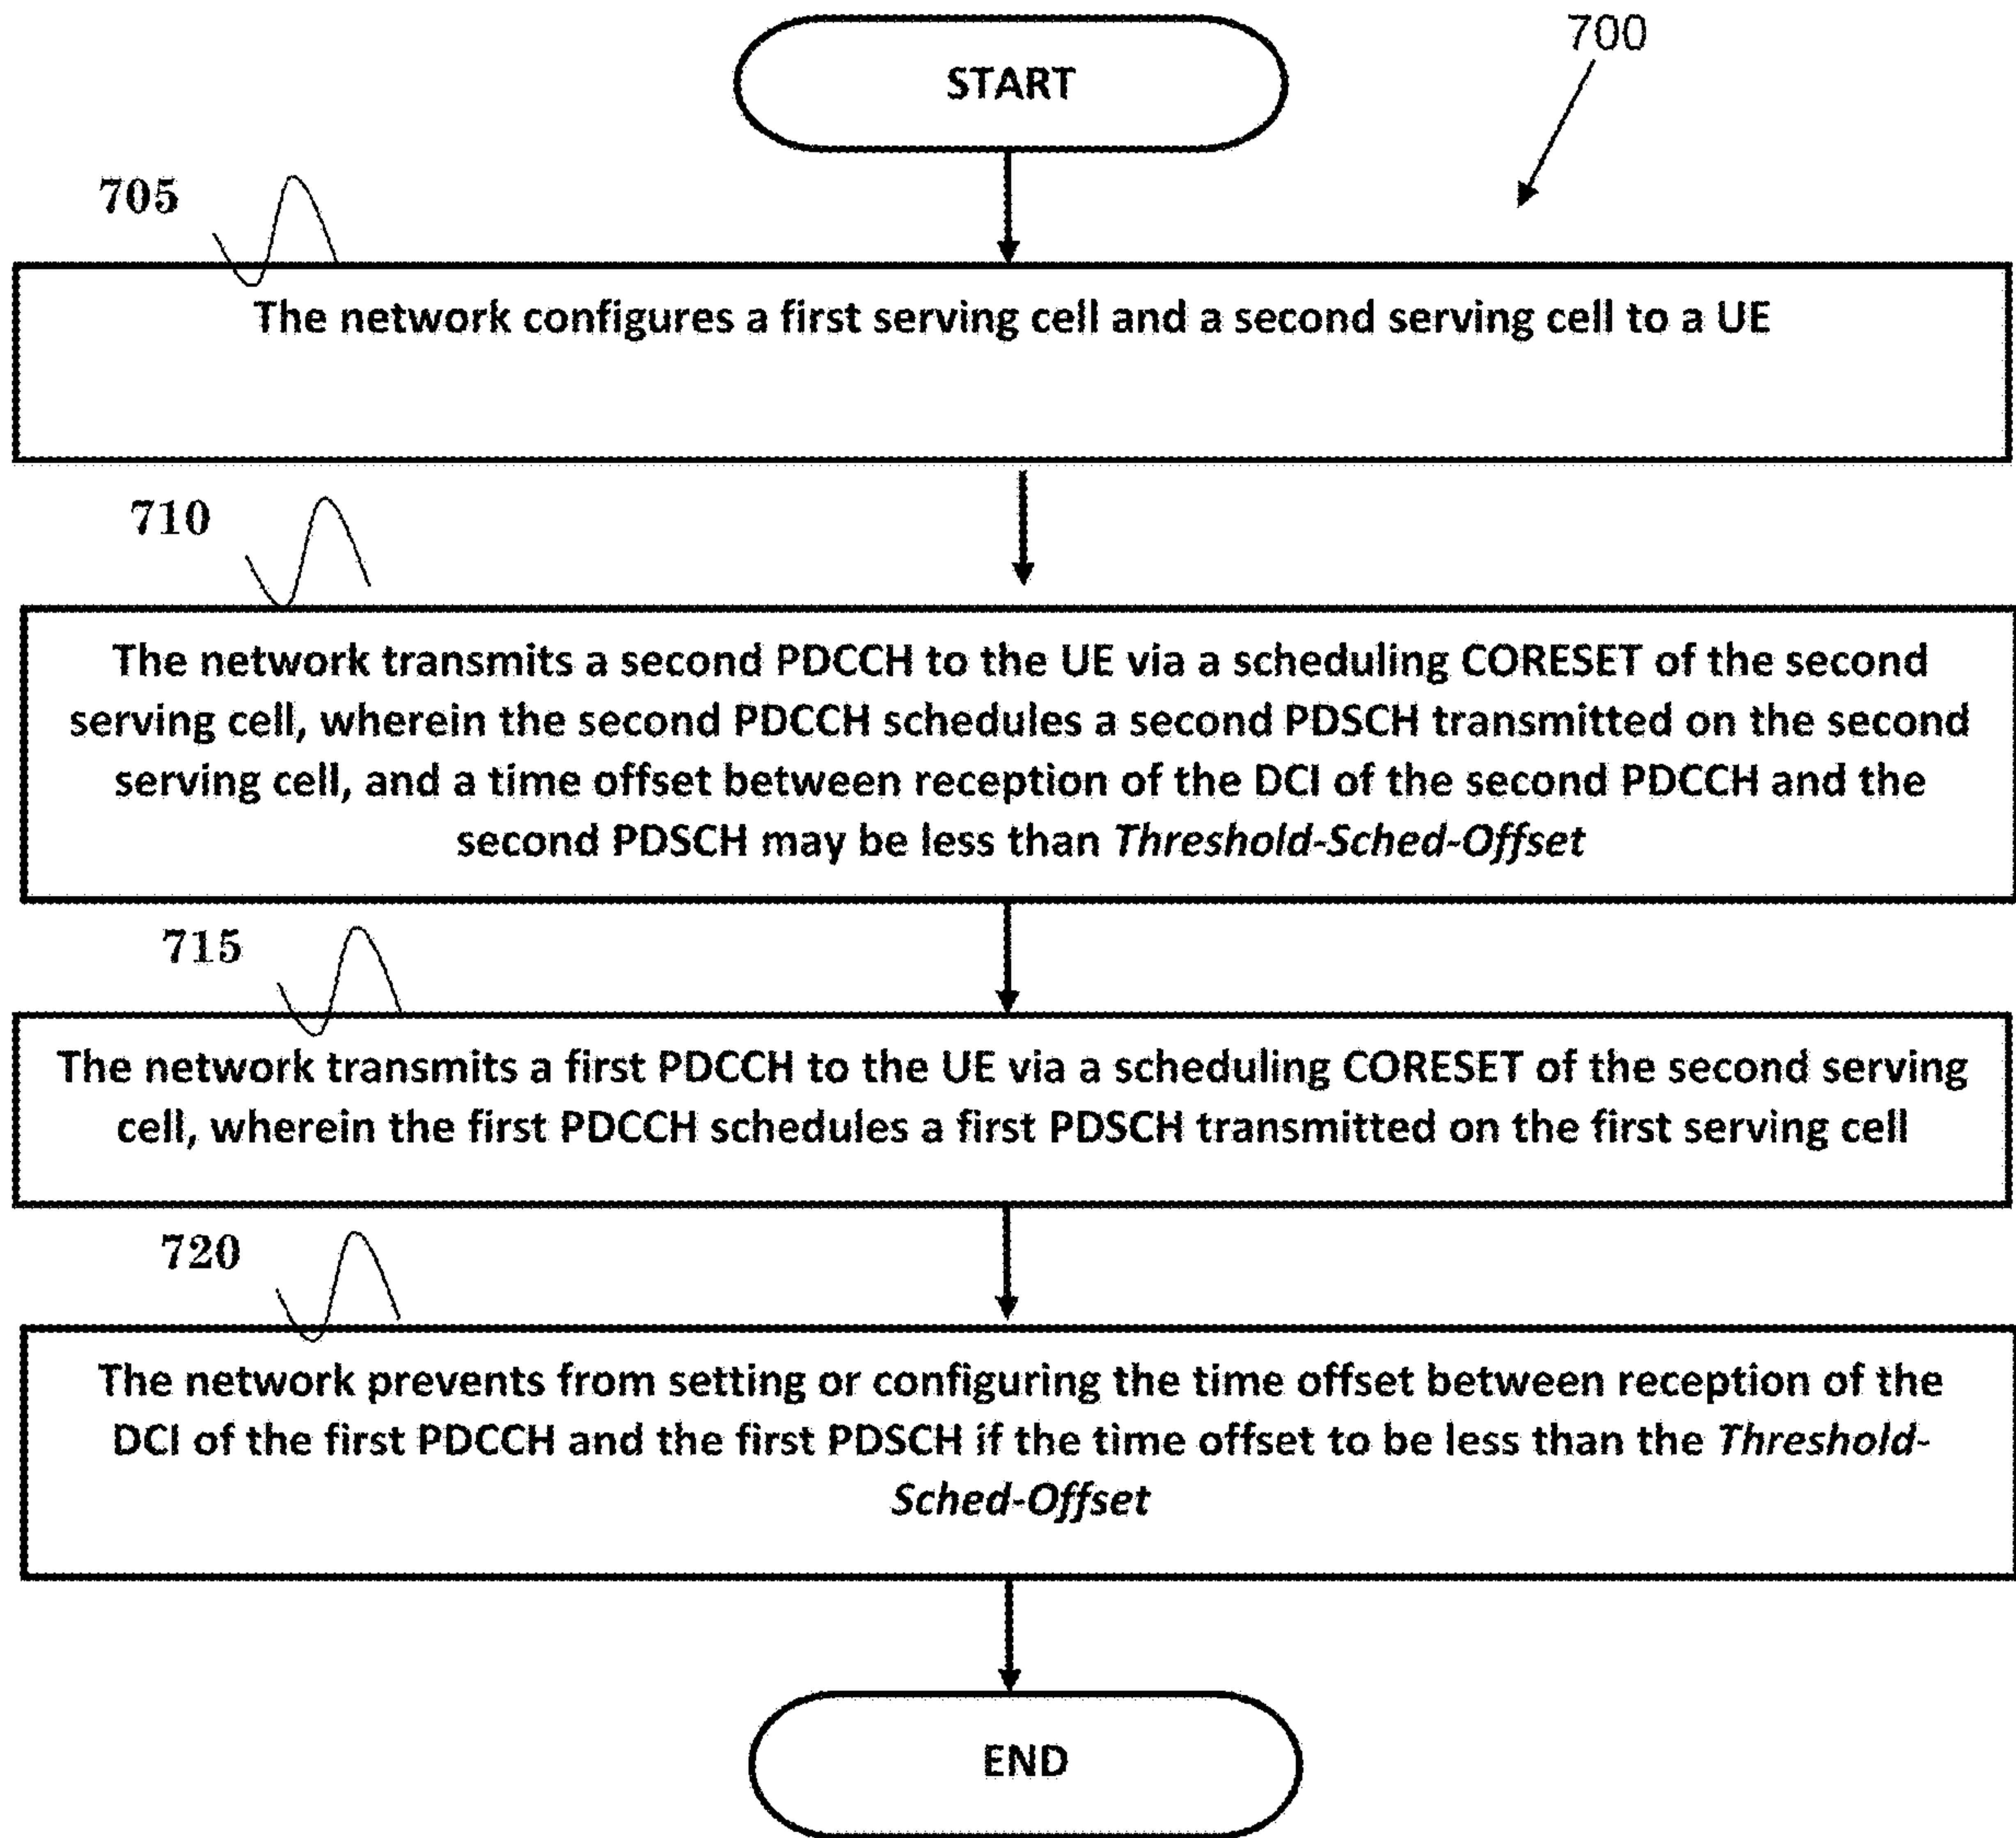 START
700
705
The network configures a first serving cell and a second serving cell to a UE
710
The network transmits a second PDCCH to the UE via a scheduling CORESET of the second
serving cell, wherein the second PDCCH schedules a second PDSCH transmitted on the second
serving cell, and a time offset between reception of the DCI of the second PDCCH and the
second PDSCH may be less than Threshold-Sched-Offset
715
The network transmits a first PDCCH to the UE via a scheduling CORESET of the second serving
cell, wherein the first PDCCH schedules a first PDSCH transmitted on the first serving cell
720
The network prevents from setting or configuring the time offset between reception of the
DCI of the first PDCCH and the first PDSCH if the time offset to be less than the Threshold-
Sched-Offset
END